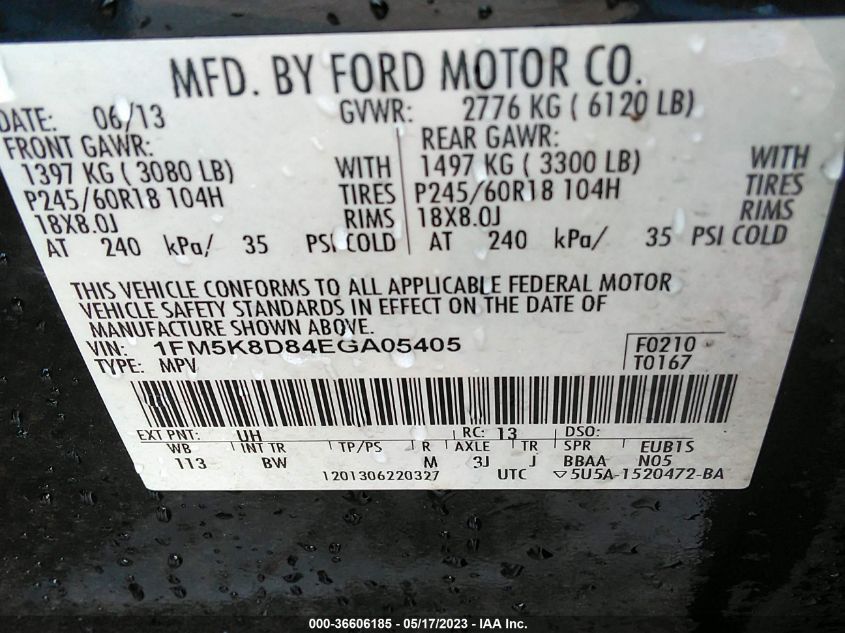 MFD. BY FORD MOTOR CO.
DATE: 06/13 GVWR: 2776 KG ( 6120 LB)
FRONT GAWR: REAR GAWR:
1397 KG ( 3080 LB) WITH 1497 KG ( 3300 LB) WITH
P245/60R18 104H TIRES P245/60R18 104H TIRES
18X8.0J RIMS 18X8.0J RIMS
AT 240 kPa/ 35 PSI COLD AT 240 kPa/ 35 PSI COLD
THIS VEHICLE CONFORMS TO ALL APPLICABLE FEDERAL MOTOR
VEHICLE SAFETY STANDARDS IN EFFECT ON THE DATE OF
MANUFACTURE SHOWN ABOVE.
VIN: 1FM5K8D84EGA05405 F0210
TYPE: MPV T0167
EXT PNT: UH RC: 13 DSO:
WB INT TR TP/PS R AXLE TR SPR EUB1S
113 BW M 3J J BBAA N05
1201306220327 UTC ▽5U5A-1520472-BA
000-36606185 - 05/17/2023 - IAA Inc.